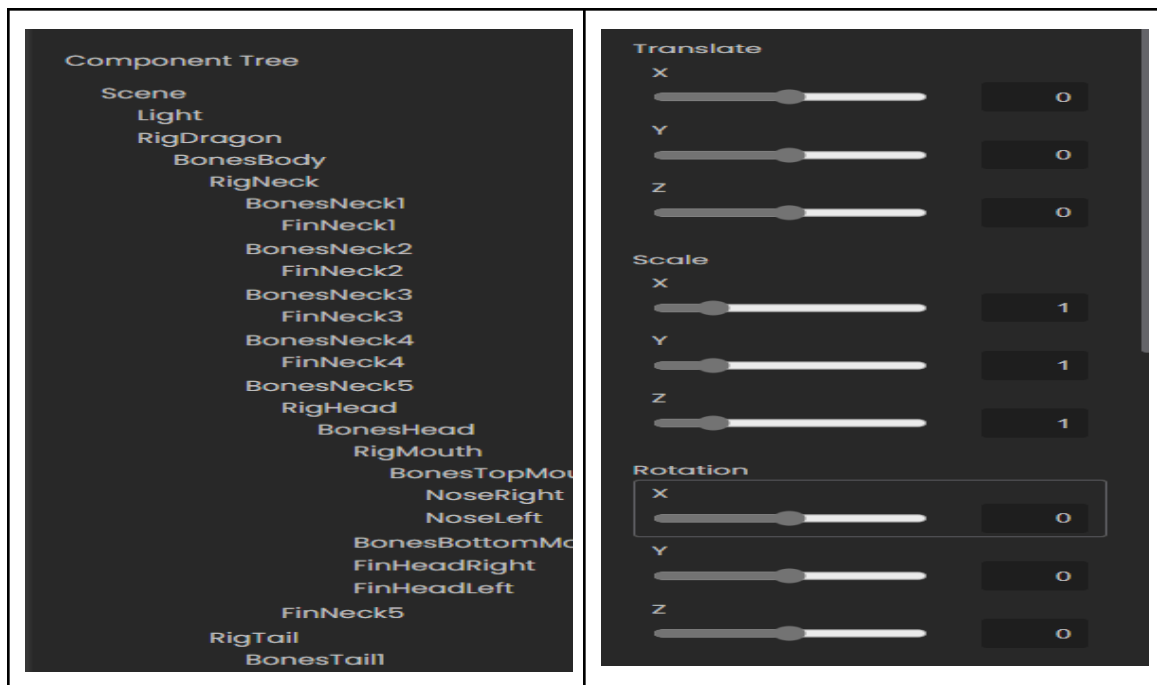 Component Tree
Scene
Light
RigDragon
BonesBody
RigNeck
BonesNeck1
FinNeck1
BonesNeck2
FinNeck2
BonesNeck3
FinNeck3
BonesNeck4
FinNeck4
BonesNeck5
RigHead
BonesHead
RigMouth
BonesTopMou
NoseRight
NoseLeft
BonesBottomMo
FinHeadRight
FinHeadLeft
FinNeck5
RigTail
BonesTail1
Translate
X
0
Y
0
Z
0
Scale
X
1
Y
1
Z
1
Rotation
X
0
Y
0
Z
0